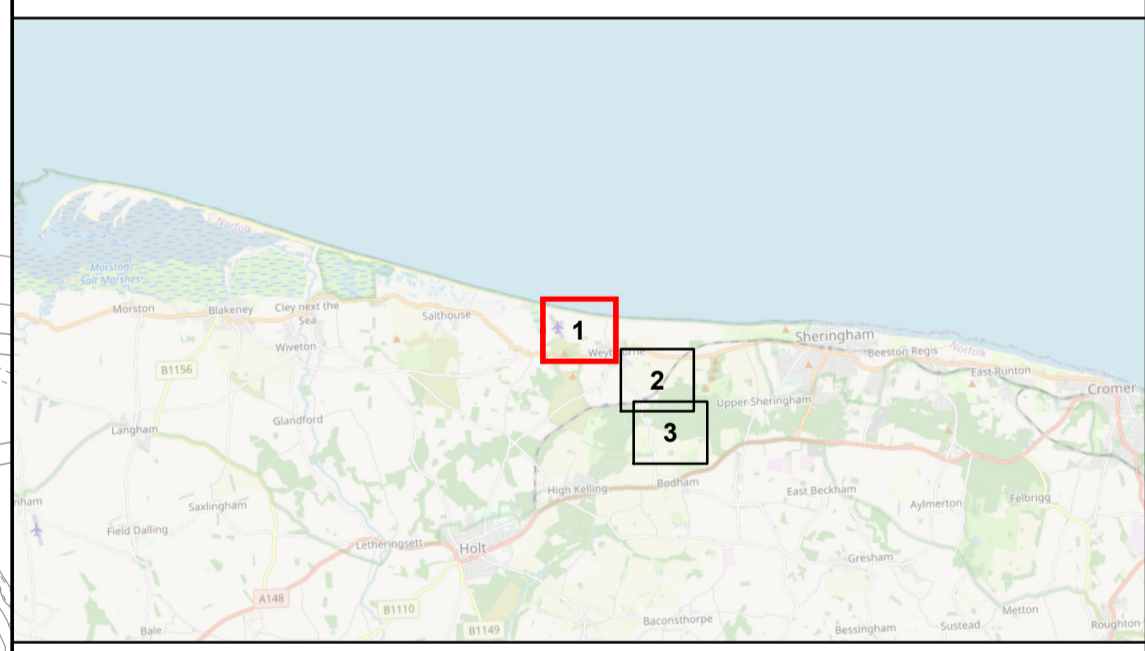 Norfolk
Morston
Salt Marshes
Morston
Blakeney
Cley next the
Sea
Salthouse
Wiveton
1
Weybourne
Sheringham
Beeston Regis
Norfolk
East Runton
Cromer
B1156
2
Upper Sheringham
Langham
Glandford
3
High Kelling
Bodham
East Beckham
Aylmerton
Felbrigg
nham
Saxlingham
Field Dalling
Letheringsett
Holt
Gresham
A148
B1110
B1149
Bale
Baconsthorpe
Bessingham
Sustead
Metton
Roughton